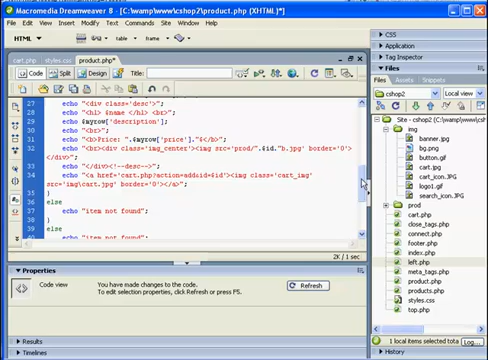 Macromedia Dreamweaver 8 - [C:\wamp\www\cshop2\product.php (XHTML)*]
File Edit View Insert Modify Text Commands Site Window Help
HTML table Frame
cart.php styles.css product.php*
Code Split Design Title:
27 echo "<div class='desc'>
28 echo "<h1> $name </h1> <br>";
29 echo $myrow['description'];
30 echo "<br>
31 echo "<b>Price: ".$myrow['price']."$</b>";
32 echo "<br><div class='img_center'><img src='prod/".$id."b.jpg' border='0'>
</div>";
33 echo "</div><!--desc-->";
34 echo "<a href='cart.php?action=add&id=$id'><img class='cart_img'
src='img\cart.jpg' border='0'></a>";
35 }
36 else
37 echo "item not found";
38 }
39 else
40 echo "item not found";
2K / 1 sec
Properties
Code view
You have made changes to the code.
To edit selection properties, click Refresh or press F5.
Refresh
Results
Timelines
CSS
Application
Tag Inspector
Files
Files Assets Snippets
cshop2 Local view
Site - cshop2 (C:\wamp\www\cshop2)
img
banner.jpg
bg.png
button.gif
cart.jpg
cart_icon.JPG
logo1.gif
search_icon.JPG
prod
cart.php
close_tags.php
connect.php
footer.php
index.php
left.php
meta_tags.php
product.php
products.php
styles.css
top.php
1 local items selected total
Log...
History